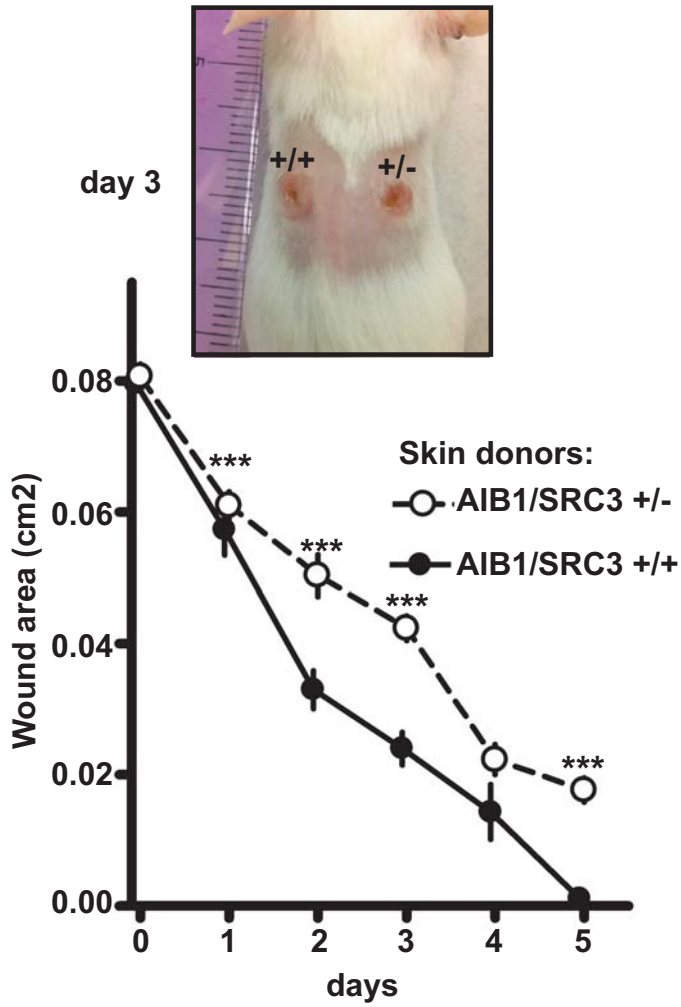 +/+ +/-
day 3
0.08
0.06
0.04
0.02
0.00
Wound area (cm2)
***
***
***
***
Skin donors:
AIB1/SRC3 +/-
AIB1/SRC3 +/+
0 1 2 3 4 5
days